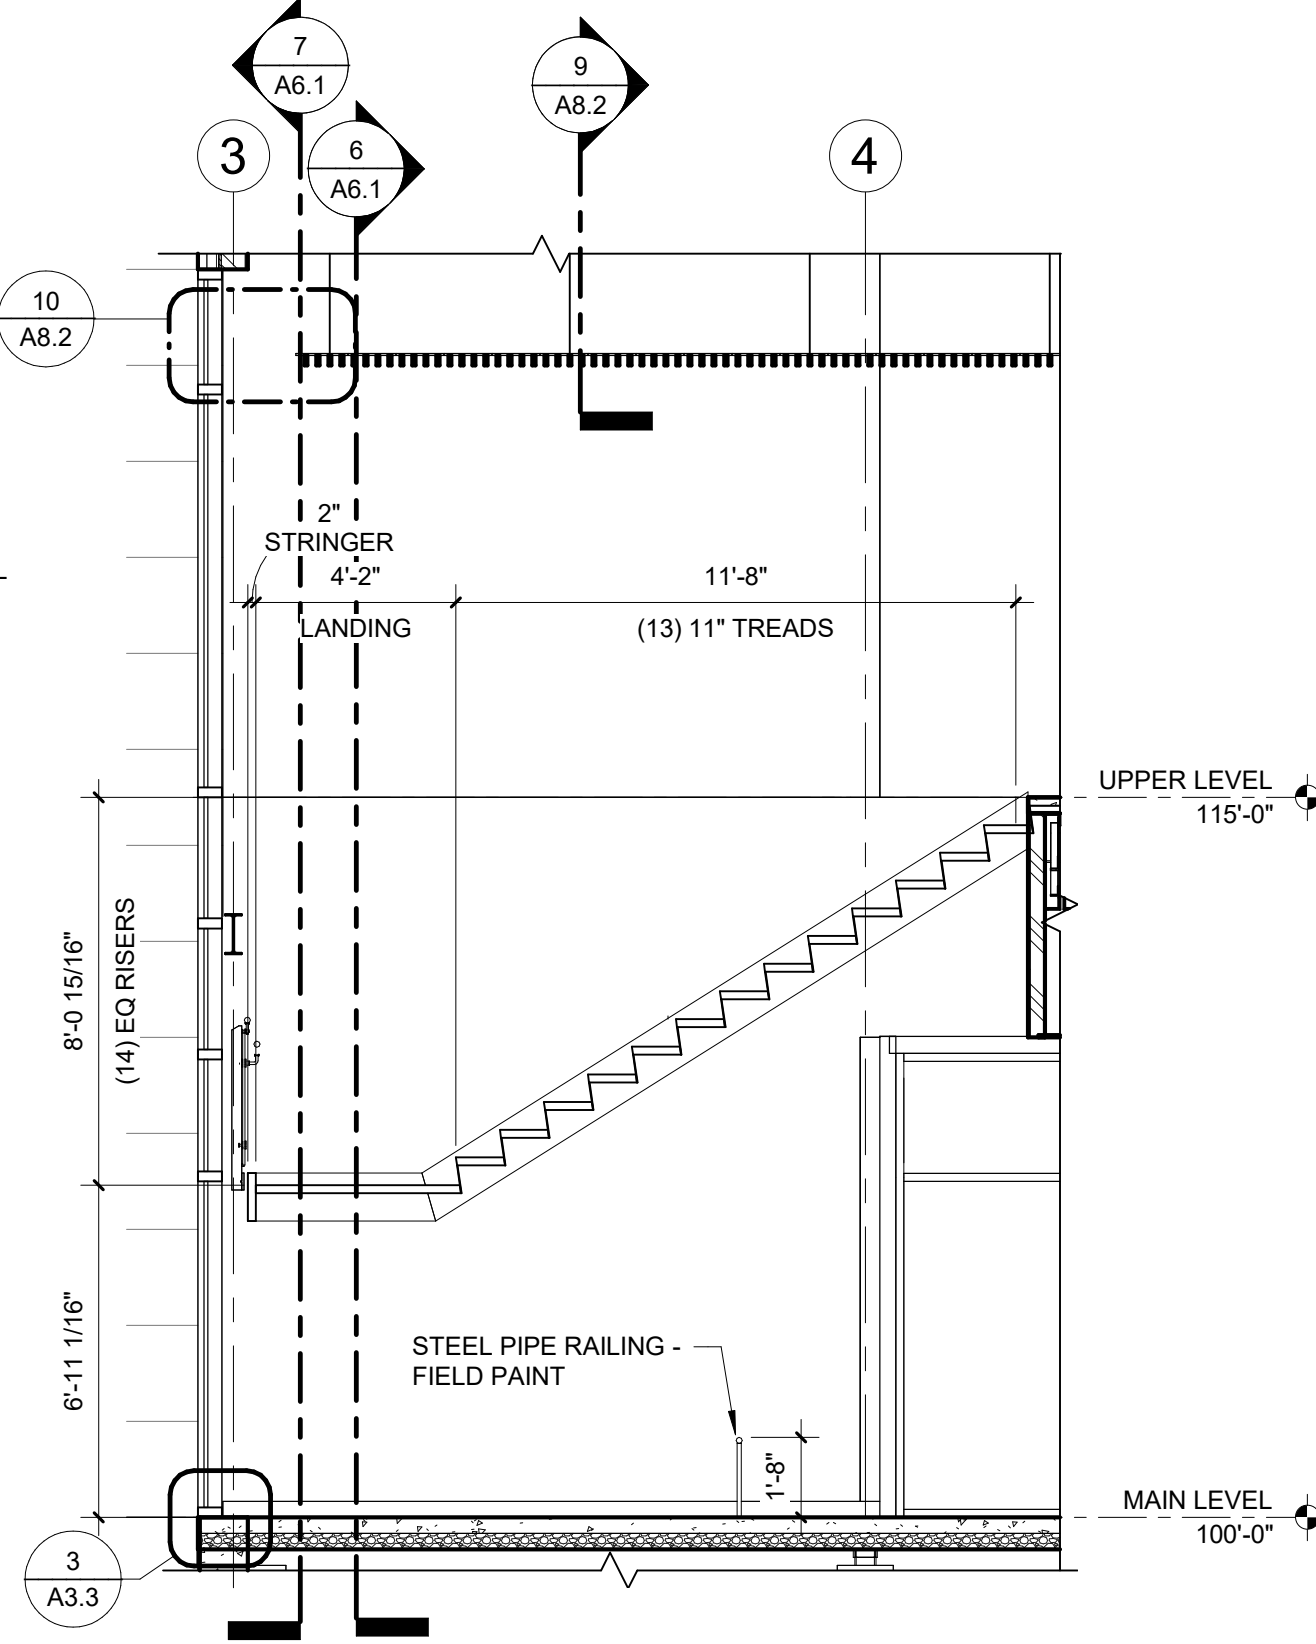 7
A6.1
9
A8.2
3
6
A6.1
4
10
A8.2
2"
STRINGER
4'-2"
11'-8"
LANDING
(13) 11" TREADS
UPPER LEVEL
115'-0"
8'-0 15/16"
(14) EQ RISERS
6'-11 1/16"
STEEL PIPE RAILING -
FIELD PAINT
1'-8"
MAIN LEVEL
100'-0"
3
A3.3